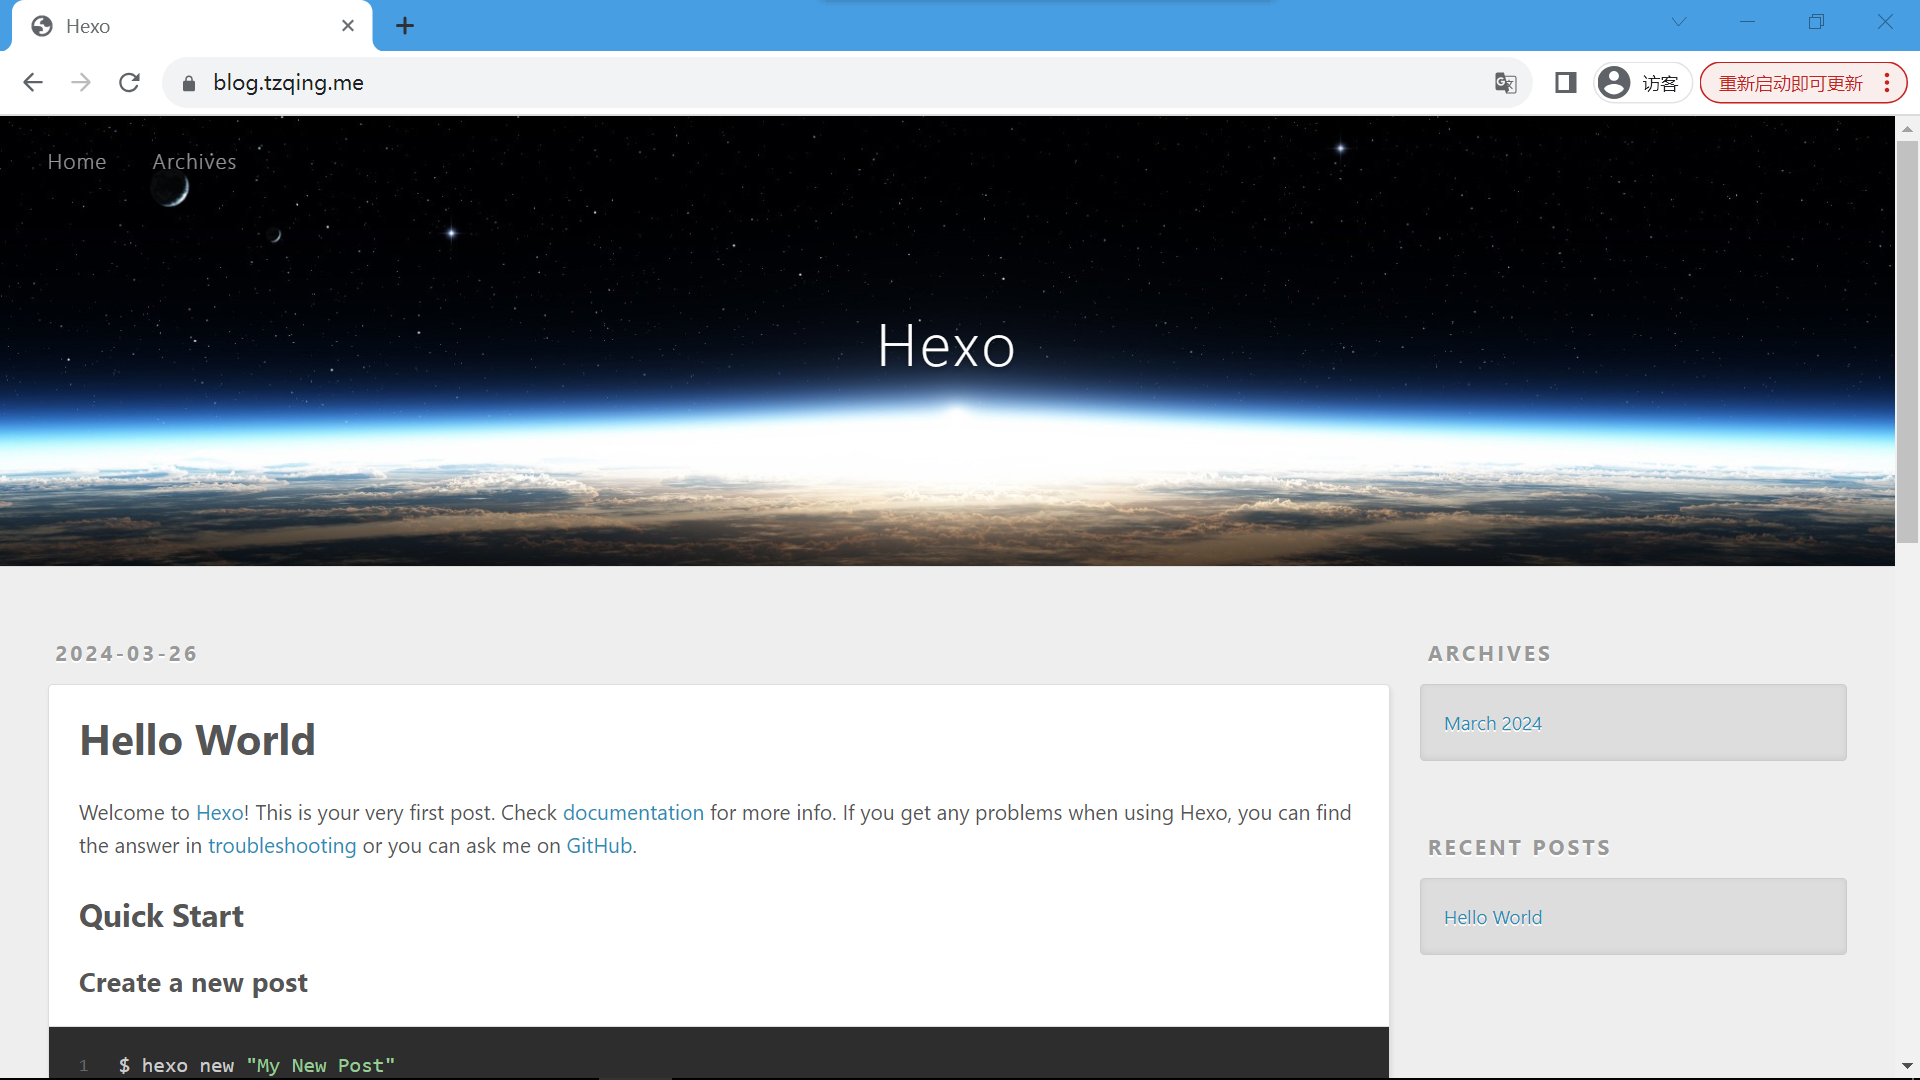 Hexo
blog.tzqing.me
访客
重新启动即可更新
Home Archives
Hexo
2024-03-26
Hello World
Welcome to Hexo! This is your very first post. Check documentation for more info. If you get any problems when using Hexo, you can find
the answer in troubleshooting or you can ask me on GitHub.
Quick Start
Create a new post
1 $ hexo new "My New Post"
ARCHIVES
March 2024
RECENT POSTS
Hello World